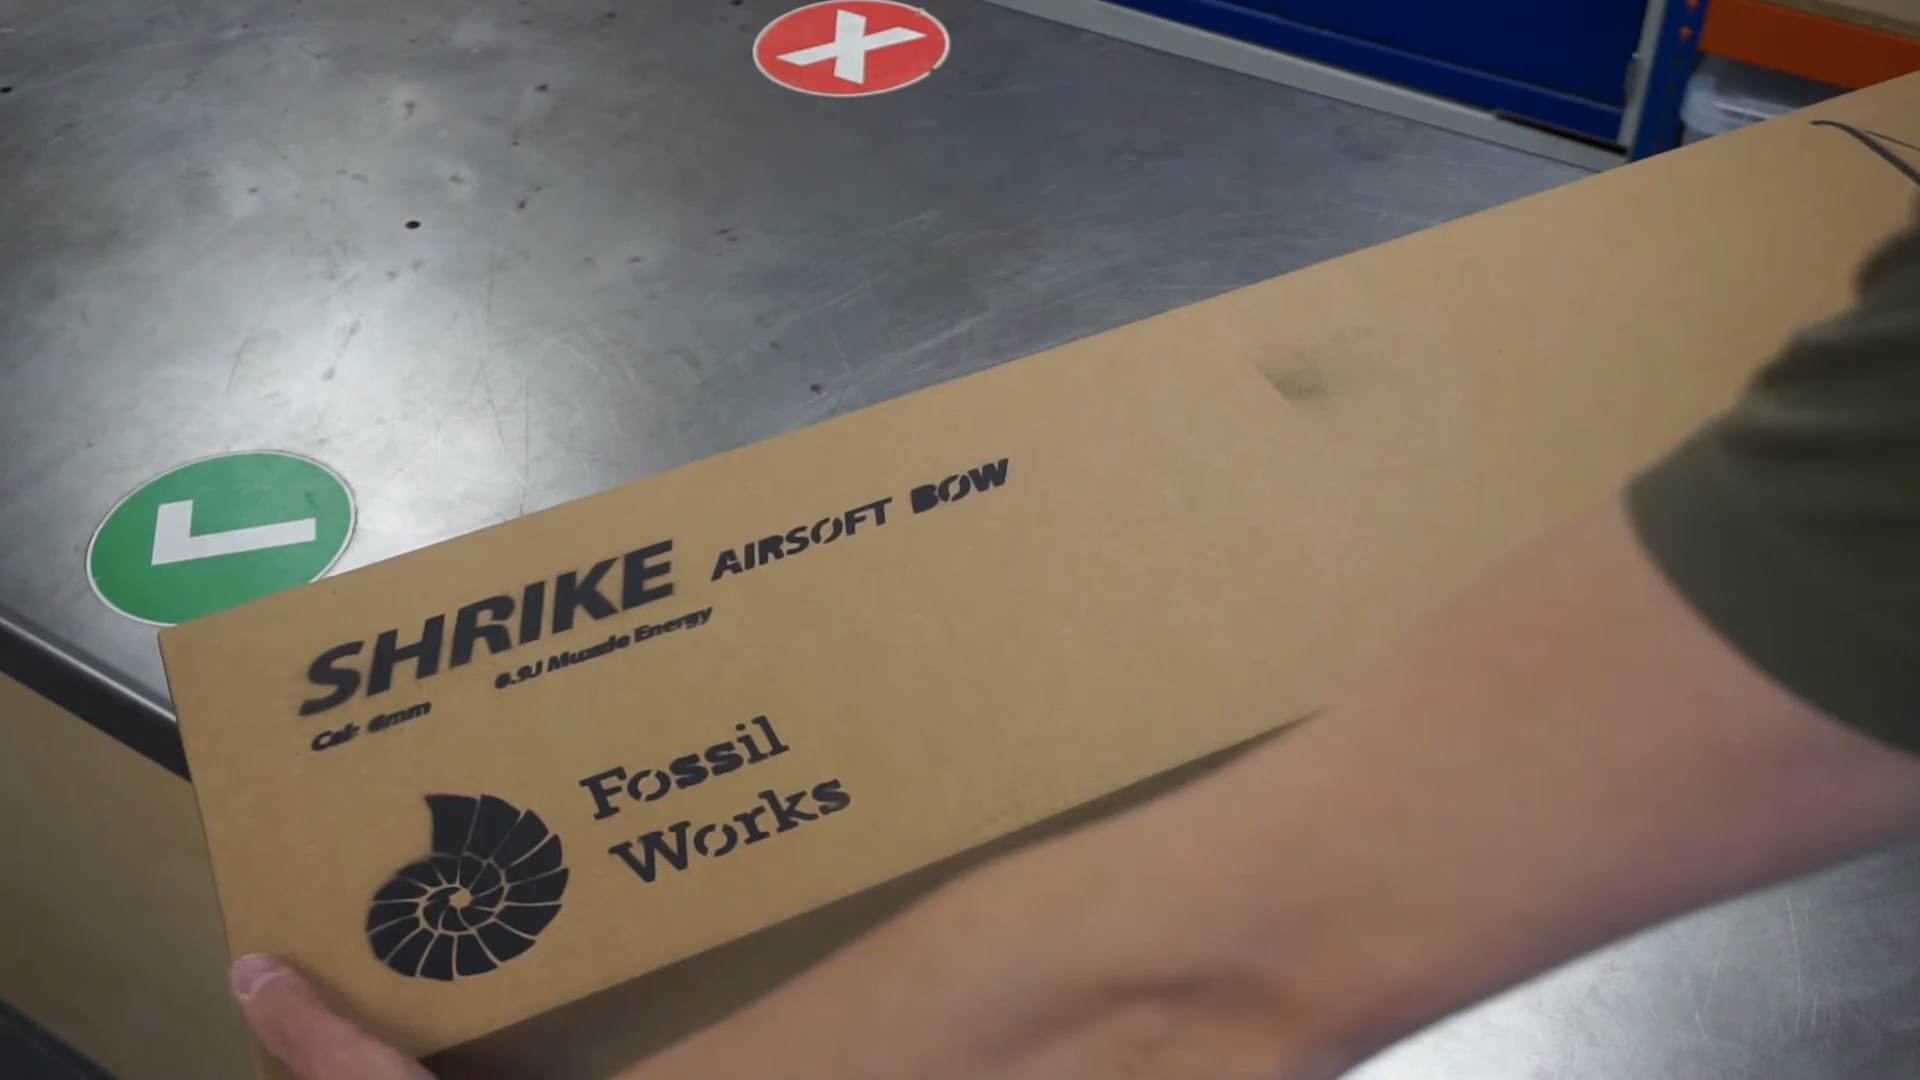 X
L
SHRIKE AIRSOFT BOW
Cal: 6mm 0.9J Muzzle Energy
Fossil
Works